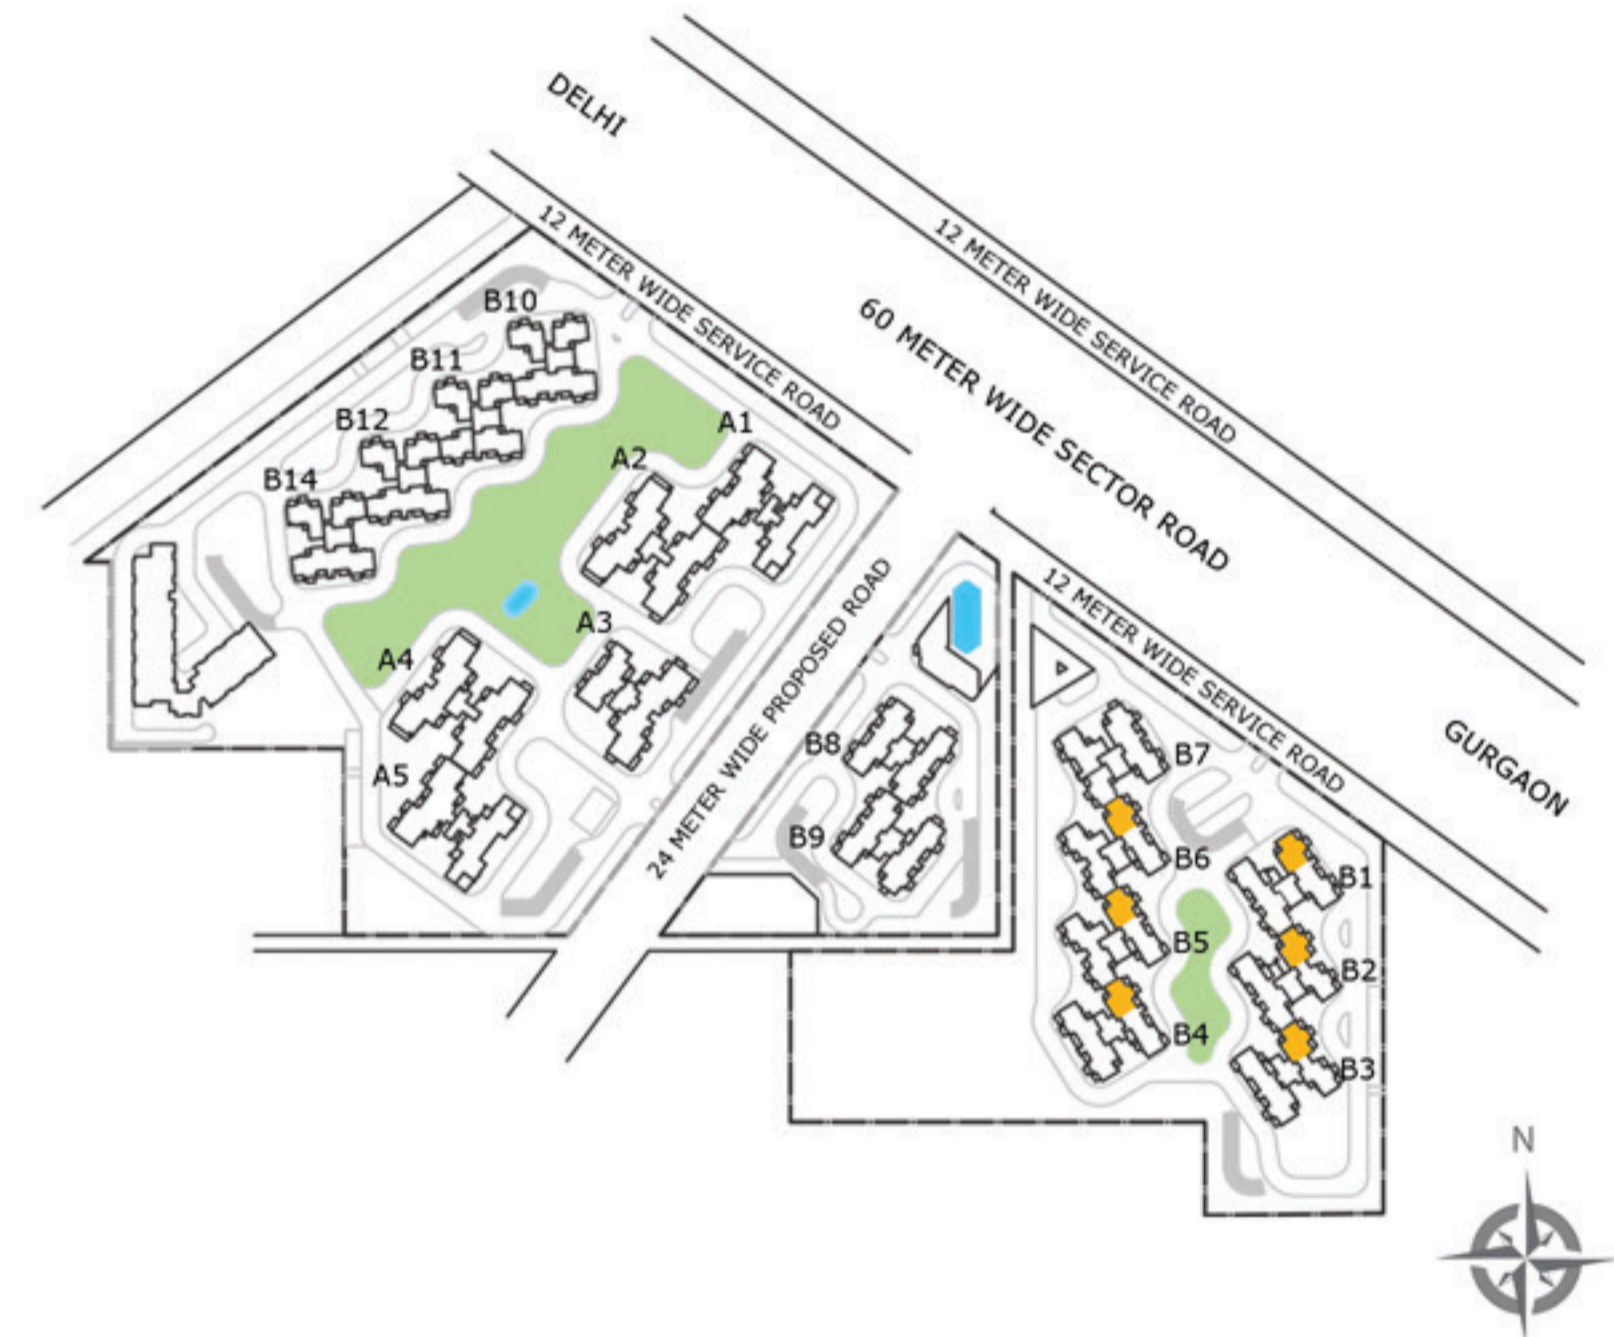 DELHI
12 METER WIDE SERVICE ROAD
12 METER WIDE SERVICE ROAD
60 METER WIDE SECTOR ROAD
B10
B11
B12
B14
A1
A2
A3
A4
A5
24 METER WIDE PROPOSED ROAD
12 METER WIDE SERVICE ROAD
GURGAON
B8
B9
B7
B6
B5
B4
B1
B2
B3
N